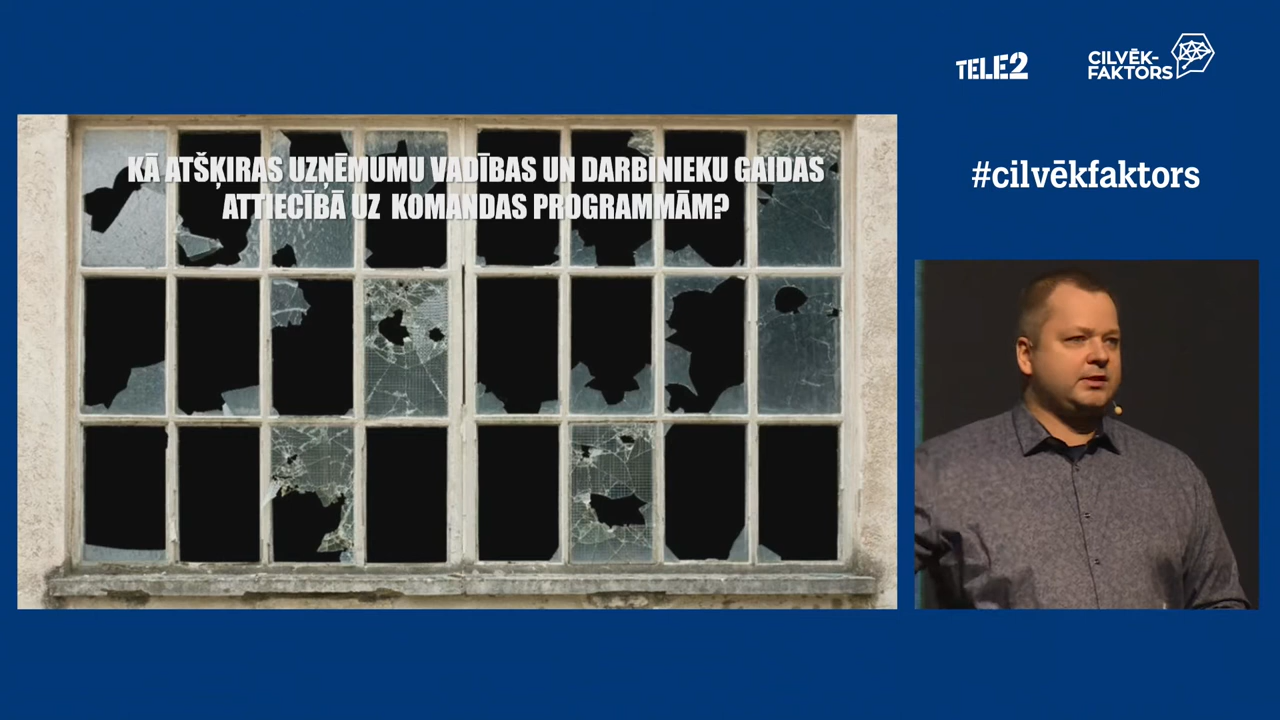 TELE2
CILVĒK-
FAKTORS
KĀ ATŠĶIRAS UZŅĒMUMU VADĪBAS UN DARBINIEKU GAIDAS
ATTIECĪBĀ UZ KOMANDAS PROGRAMMĀM?
#cilvēkfaktors